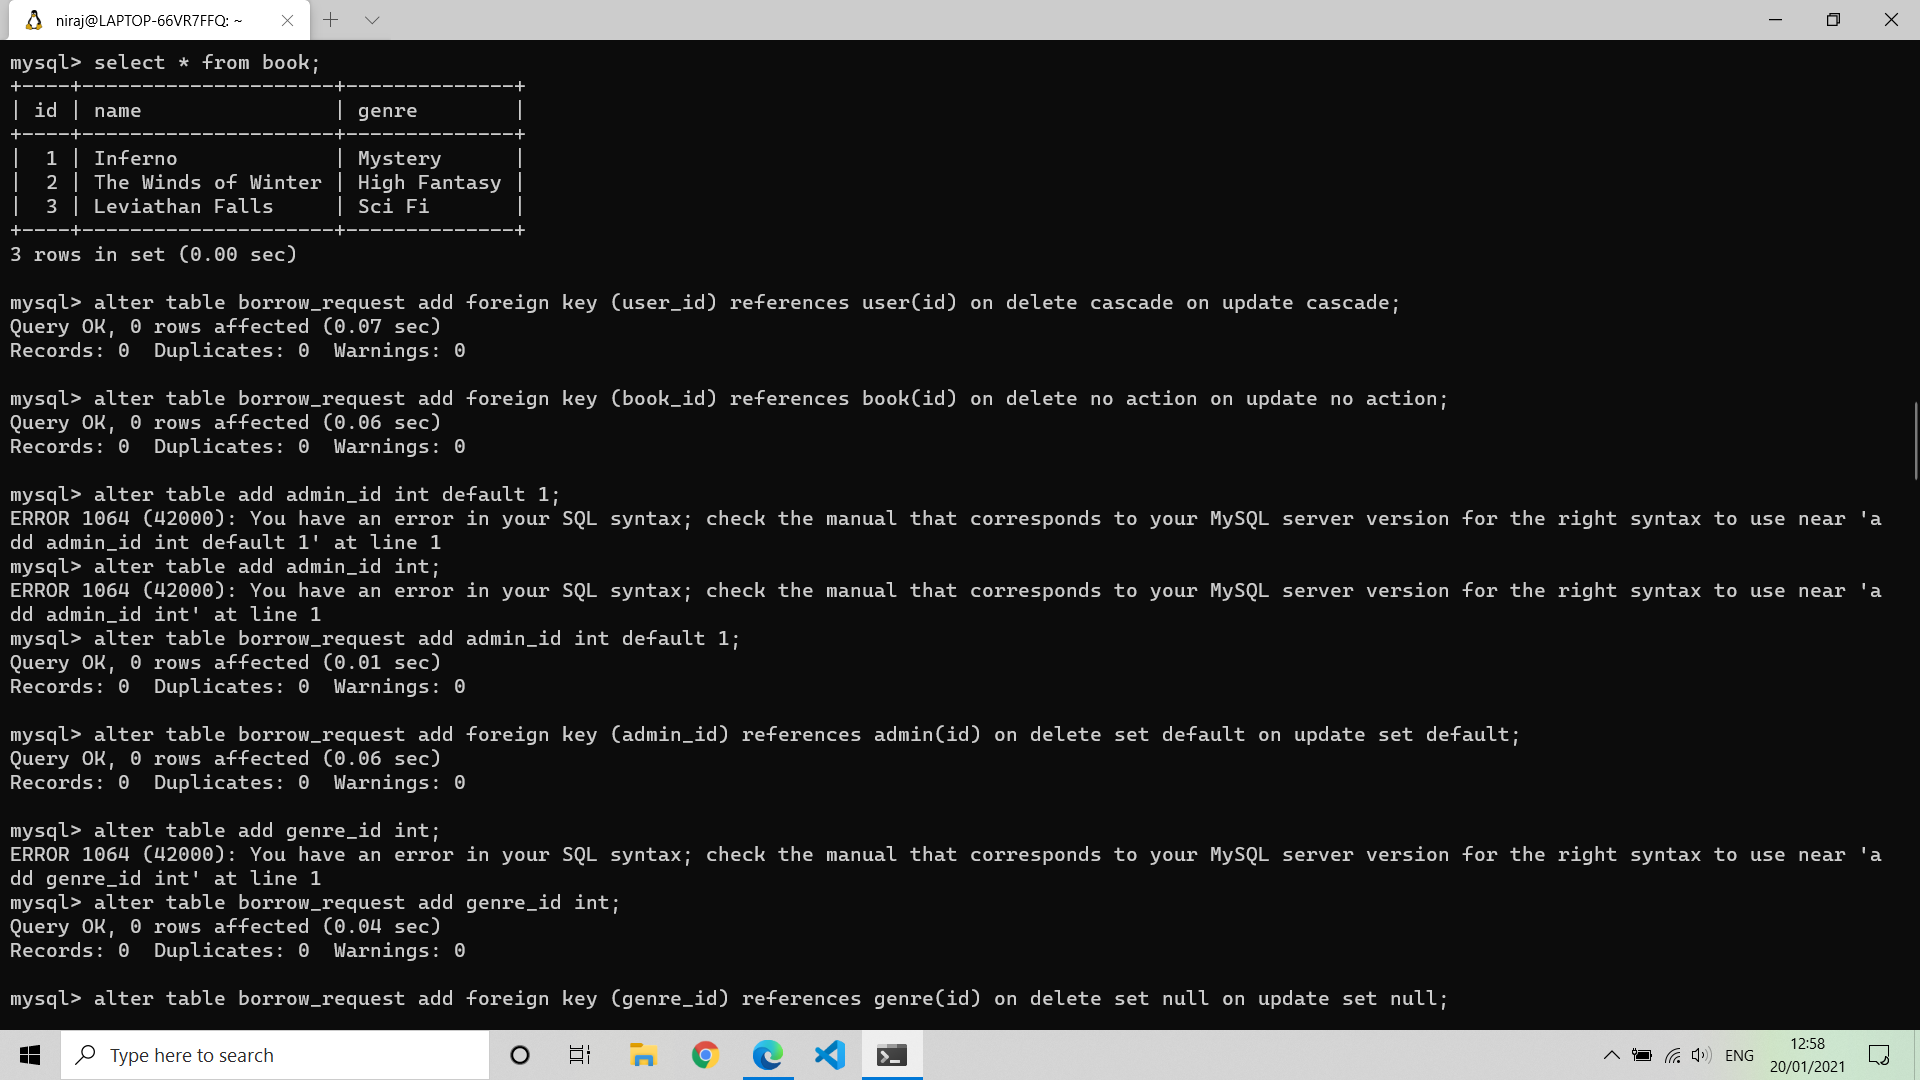 niraj@LAPTOP-66VR7FFQ: ~
mysql> select * from book;
+----+---------------------+--------------+
| id | name                | genre        |
+----+---------------------+--------------+
|  1 | Inferno             | Mystery      |
|  2 | The Winds of Winter | High Fantasy |
|  3 | Leviathan Falls     | Sci Fi       |
+----+---------------------+--------------+
3 rows in set (0.00 sec)
mysql> alter table borrow_request add foreign key (user_id) references user(id) on delete cascade on update cascade;
Query OK, 0 rows affected (0.07 sec)
Records: 0  Duplicates: 0  Warnings: 0
mysql> alter table borrow_request add foreign key (book_id) references book(id) on delete no action on update no action;
Query OK, 0 rows affected (0.06 sec)
Records: 0  Duplicates: 0  Warnings: 0
mysql> alter table add admin_id int default 1;
ERROR 1064 (42000): You have an error in your SQL syntax; check the manual that corresponds to your MySQL server version for the right syntax to use near 'a
dd admin_id int default 1' at line 1
mysql> alter table add admin_id int;
ERROR 1064 (42000): You have an error in your SQL syntax; check the manual that corresponds to your MySQL server version for the right syntax to use near 'a
dd admin_id int' at line 1
mysql> alter table borrow_request add admin_id int default 1;
Query OK, 0 rows affected (0.01 sec)
Records: 0  Duplicates: 0  Warnings: 0
mysql> alter table borrow_request add foreign key (admin_id) references admin(id) on delete set default on update set default;
Query OK, 0 rows affected (0.06 sec)
Records: 0  Duplicates: 0  Warnings: 0
mysql> alter table add genre_id int;
ERROR 1064 (42000): You have an error in your SQL syntax; check the manual that corresponds to your MySQL server version for the right syntax to use near 'a
dd genre_id int' at line 1
mysql> alter table borrow_request add genre_id int;
Query OK, 0 rows affected (0.04 sec)
Records: 0  Duplicates: 0  Warnings: 0
mysql> alter table borrow_request add foreign key (genre_id) references genre(id) on delete set null on update set null;
Type here to search
ENG
12:58
20/01/2021